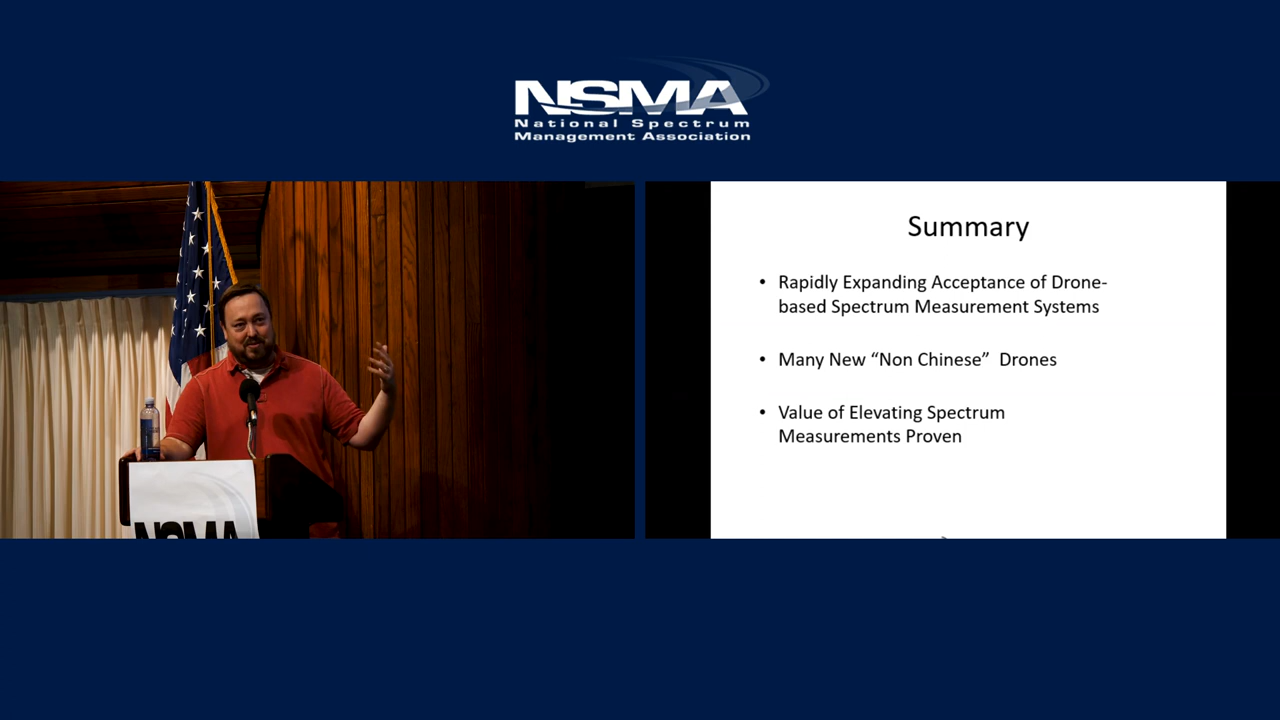 NSMA
National Spectrum
Management Association
Summary
• Rapidly Expanding Acceptance of Drone-
based Spectrum Measurement Systems
• Many New “Non Chinese”  Drones
• Value of Elevating Spectrum
Measurements Proven
NSMA